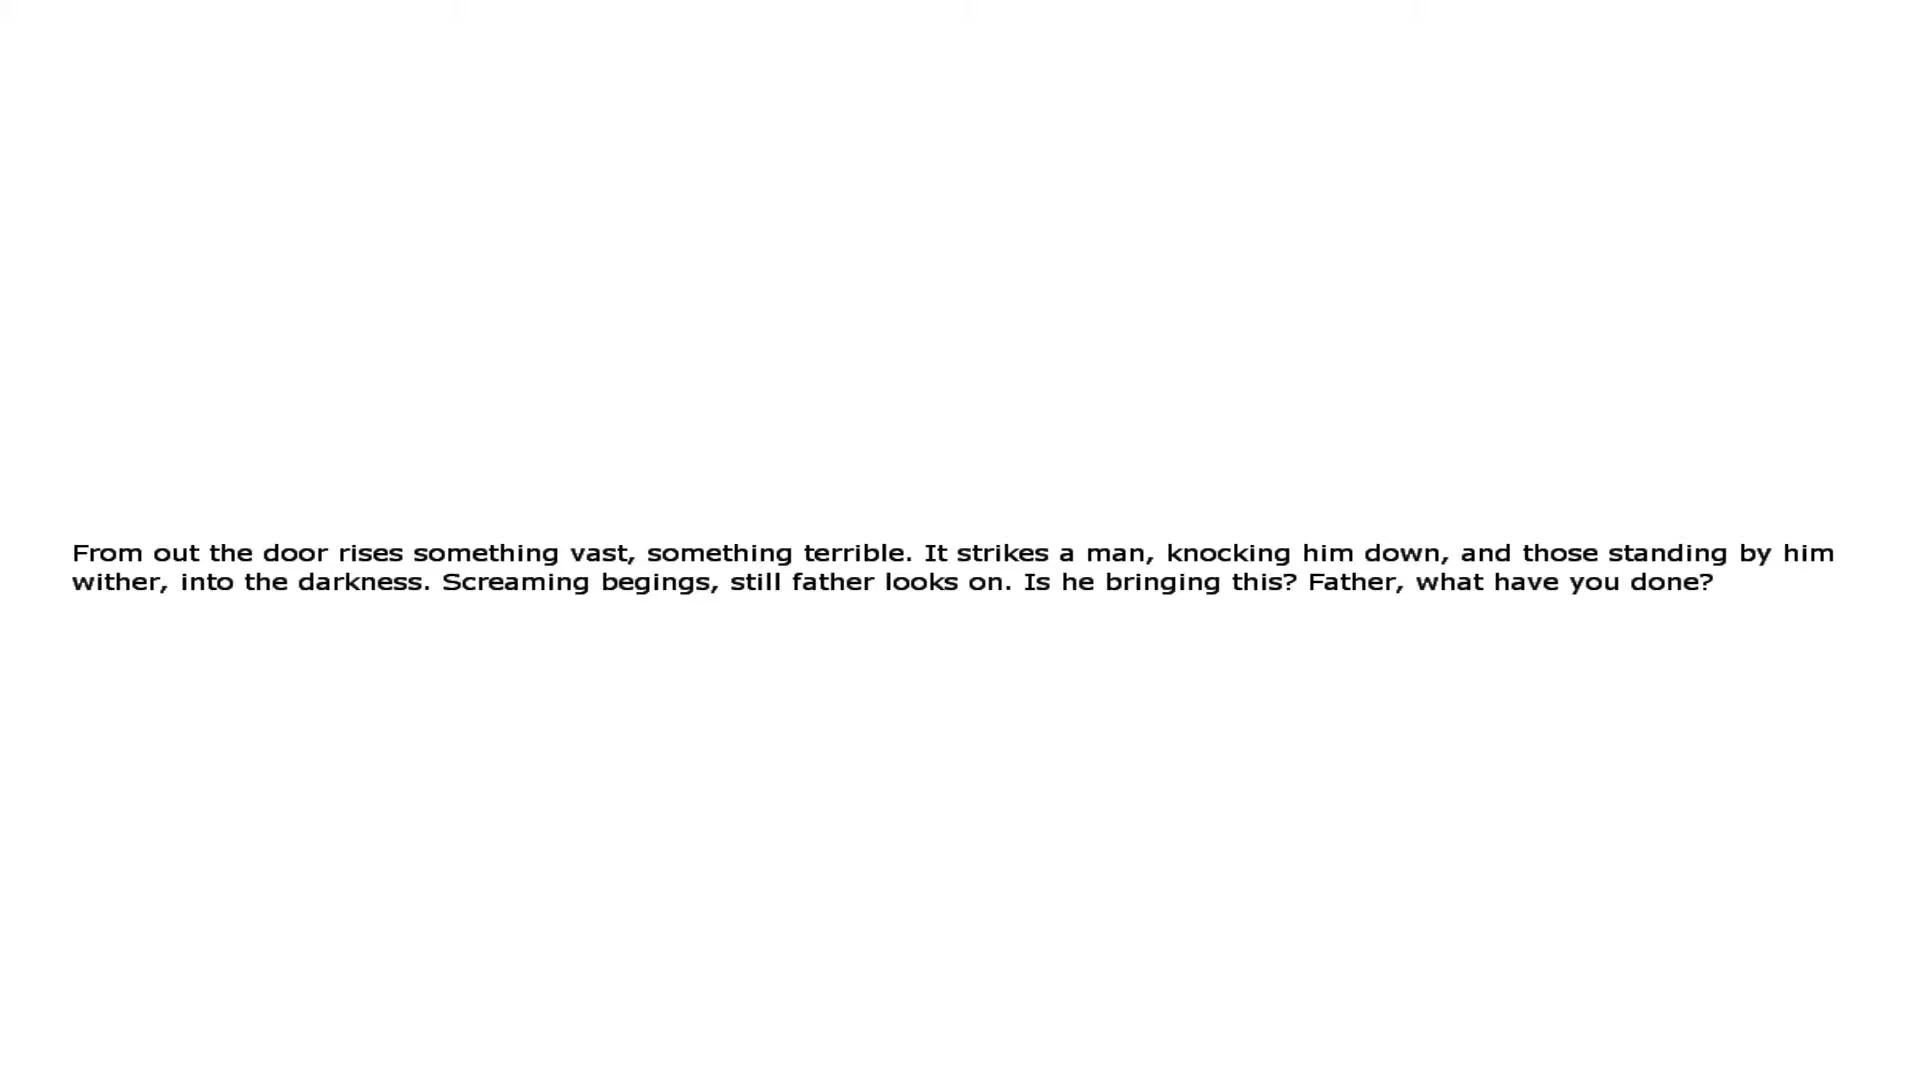 From out the door rises something vast, something terrible. It strikes a man, knocking him down, and those standing by him
wither, into the darkness. Screaming begings, still father looks on. Is he bringing this? Father, what have you done?